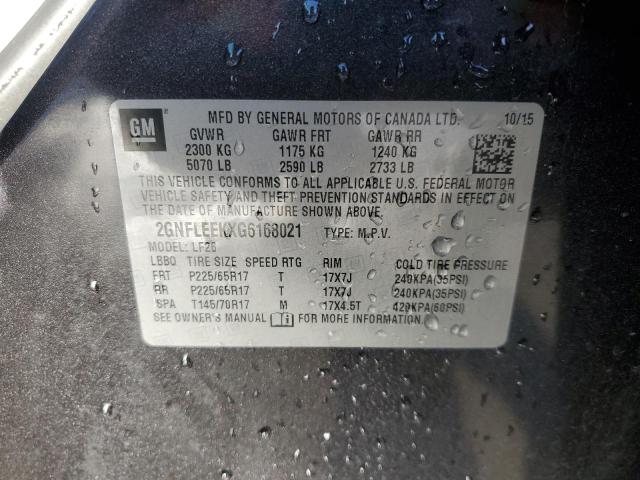 GM
MFD BY GENERAL MOTORS OF CANADA LTD. 10/15
GVWR GAWR FRT GAWR RR
2300 KG 1175 KG 1240 KG
5070 LB 2590 LB 2733 LB
THIS VEHICLE CONFORMS TO ALL APPLICABLE U.S. FEDERAL MOTOR
VEHICLE SAFETY AND THEFT PREVENTION STANDARDS IN EFFECT ON
THE DATE OF MANUFACTURE SHOWN ABOVE.
2GNFLEEKXG6168021 TYPE: M.P.V.
MODEL: LF26
LBBQ TIRE SIZE SPEED RTG RIM COLD TIRE PRESSURE
FRT P225/65R17 T 17X7J 240KPA(35PSI)
RR P225/65R17 T 17X7J 240KPA(35PSI)
SPA T145/70R17 M 17X4.5T 420KPA(60PSI)
SEE OWNER'S MANUAL FOR MORE INFORMATION.